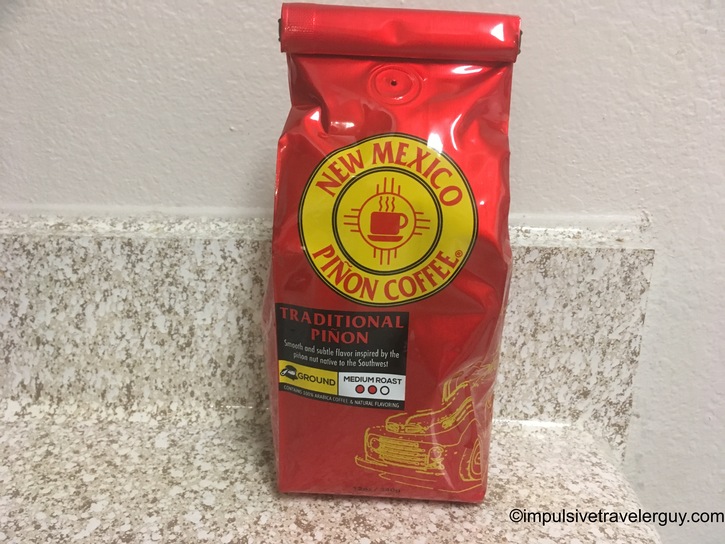 NEW MEXICO
PIÑON COFFEE®
TRADITIONAL
PIÑON
Smooth and subtle flavor inspired by the
piñon nut native to the Southwest
GROUND
MEDIUM ROAST
CONTAINS 100% ARABICA COFFEE & NATURAL FLAVORING
©impulsivetravelerguy.com